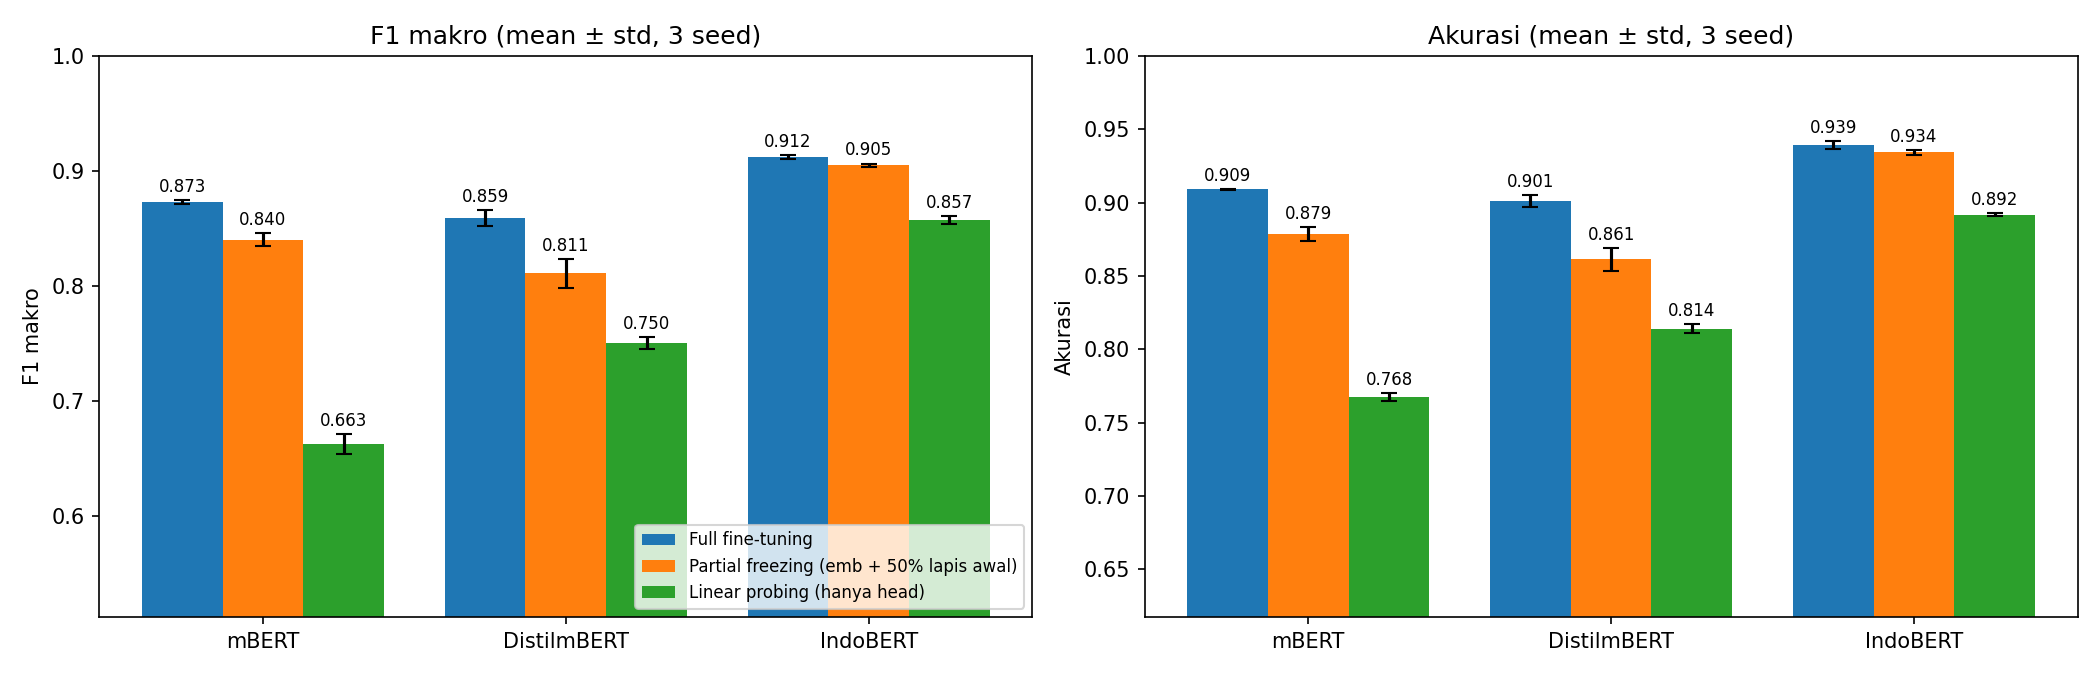 F1 makro (mean ± std, 3 seed)
F1 makro
1.0
0.9
0.8
0.7
0.6
0.873
0.840
0.663
0.859
0.811
0.750
0.912
0.905
0.857
Full fine-tuning
Partial freezing (emb + 50% lapis awal)
Linear probing (hanya head)
mBERT
DistilmBERT
IndoBERT
Akurasi (mean ± std, 3 seed)
Akurasi
1.00
0.95
0.90
0.85
0.80
0.75
0.70
0.65
0.909
0.879
0.768
0.901
0.861
0.814
0.939
0.934
0.892
mBERT
DistilmBERT
IndoBERT